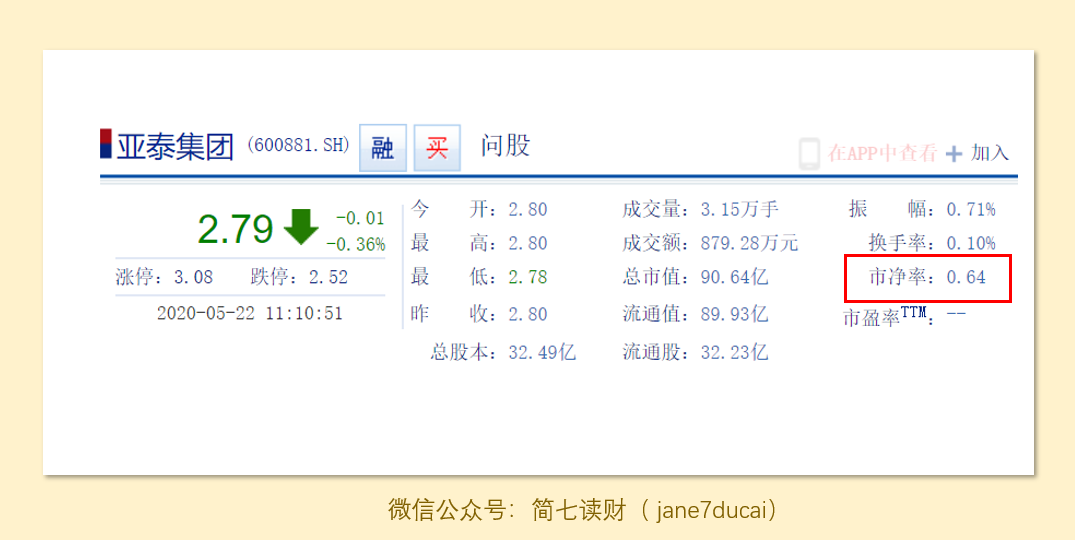 亚泰集团 (600881.SH) 融 买 问股 在APP中查看 + 加入
2.79 -0.01
-0.36%
涨停：3.08 跌停：2.52
2020-05-22 11:10:51
今 开：2.80 成交量：3.15万手 振 幅：0.71%
最 高：2.80 成交额：879.28万元 换手率：0.10%
最 低：2.78 总市值：90.64亿 市净率：0.64
昨 收：2.80 流通值：89.93亿 市盈率TTM：--
总股本：32.49亿 流通股：32.23亿
微信公众号：简七读财（jane7ducai）